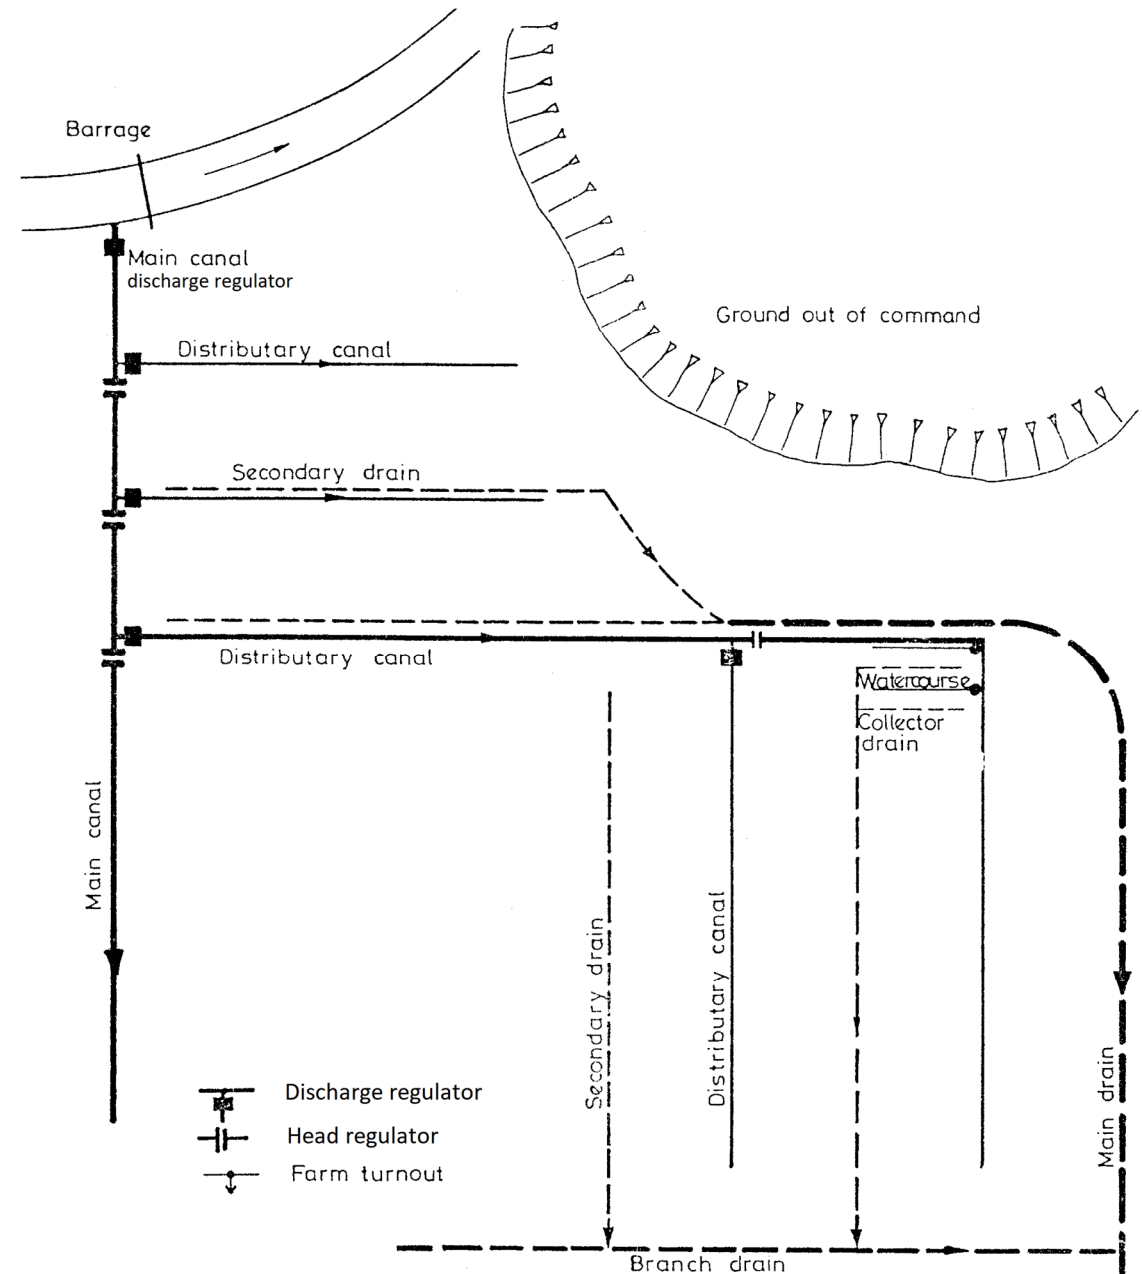 Barrage
Main canal
discharge regulator
Ground out of command
Distributary canal
Secondary drain
Distributary canal
Watercourse
Collector
drain
Main canal
Secondary drain
Distributary canal
Main drain
Discharge regulator
Head regulator
Farm turnout
Branch drain